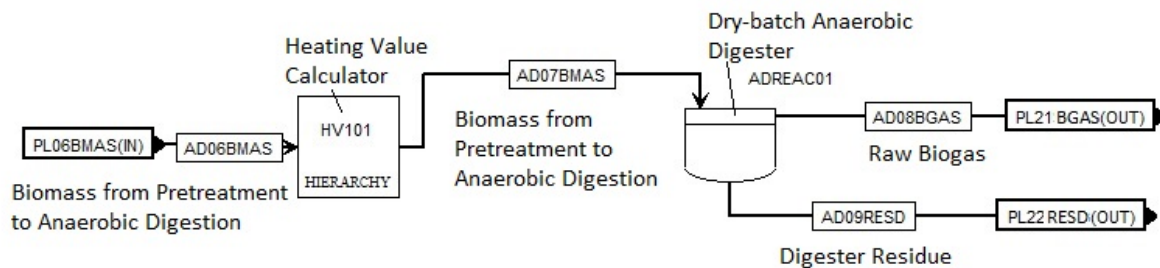 Dry-batch Anaerobic
Digester
ADREAC01
Heating Value
Calculator
AD07BMAS
HV101
HIERARCHY
PL06BMAS(IN)
AD06BMAS
Biomass from Pretreatment
to Anaerobic Digestion
Biomass from
Pretreatment to
Anaerobic Digestion
AD08BGAS
PL21 BGAS(OUT)
Raw Biogas
AD09RESD
PL22 RESD(OUT)
Digester Residue